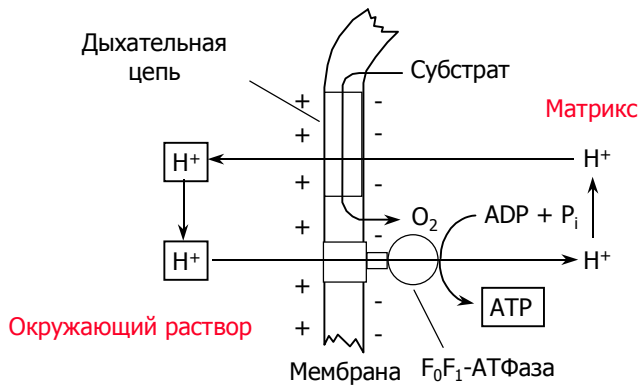 Дыхательная
цепь
Субстрат
Матрикс
+ -
+ -
H⁺ H⁺
+ -
O₂ ADP + Pᵢ
+ -
H⁺ H⁺
+ -
ATP
Окружающий раствор
+ -
Мембрана
F₀F₁-АТФаза